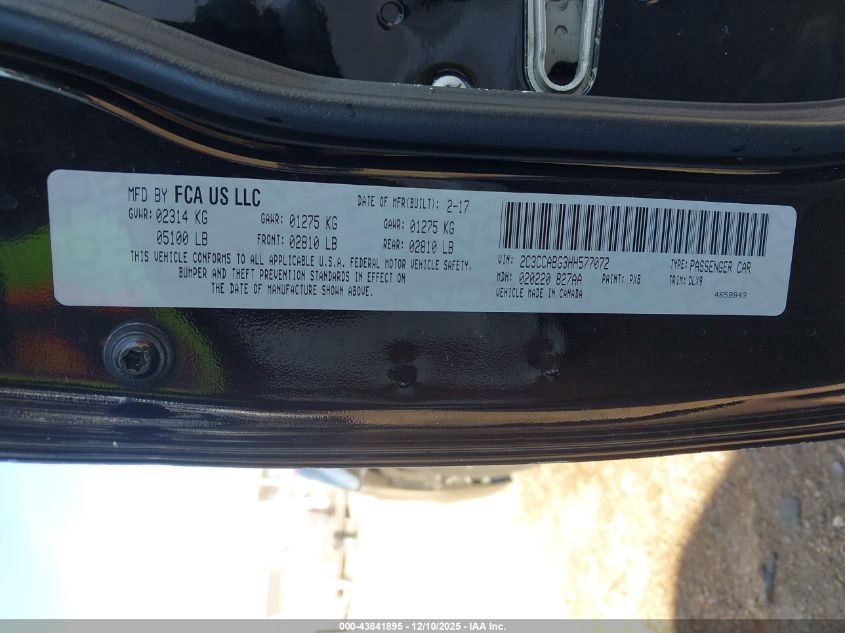 MFD BY FCA US LLC DATE OF MFR(BUILT): 2-17
GVWR: 02314 KG GAWR: 01275 KG GAWR: 01275 KG
05100 LB FRONT: 02810 LB REAR: 02810 LB
THIS VEHICLE CONFORMS TO ALL APPLICABLE U.S.A. FEDERAL MOTOR VEHICLE SAFETY,
BUMPER AND THEFT PREVENTION STANDARDS IN EFFECT ON
THE DATE OF MANUFACTURE SHOWN ABOVE.
VIN: 2C3CCABG3HH577072 TYPE: PASSENGER CAR
MDH: 020220 827AA PAINT: PX8 TRIM: DLX9
VEHICLE MADE IN CANADA 4658843
000-43841895 - 12/10/2025 - IAA Inc.